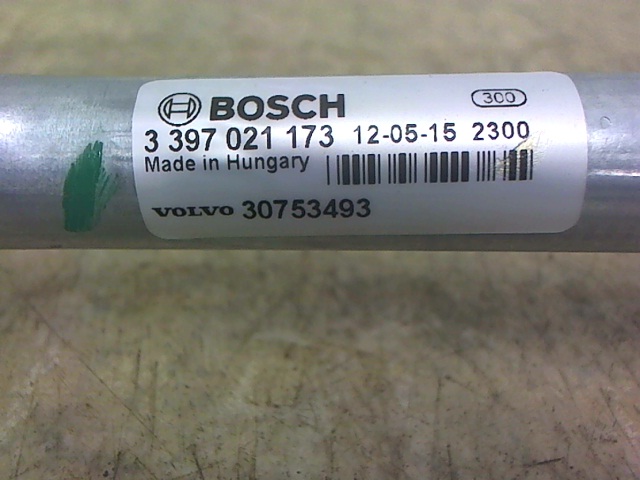 BOSCH 300
3 397 021 173 12-05-15 2300
Made in Hungary
VOLVO 30753493